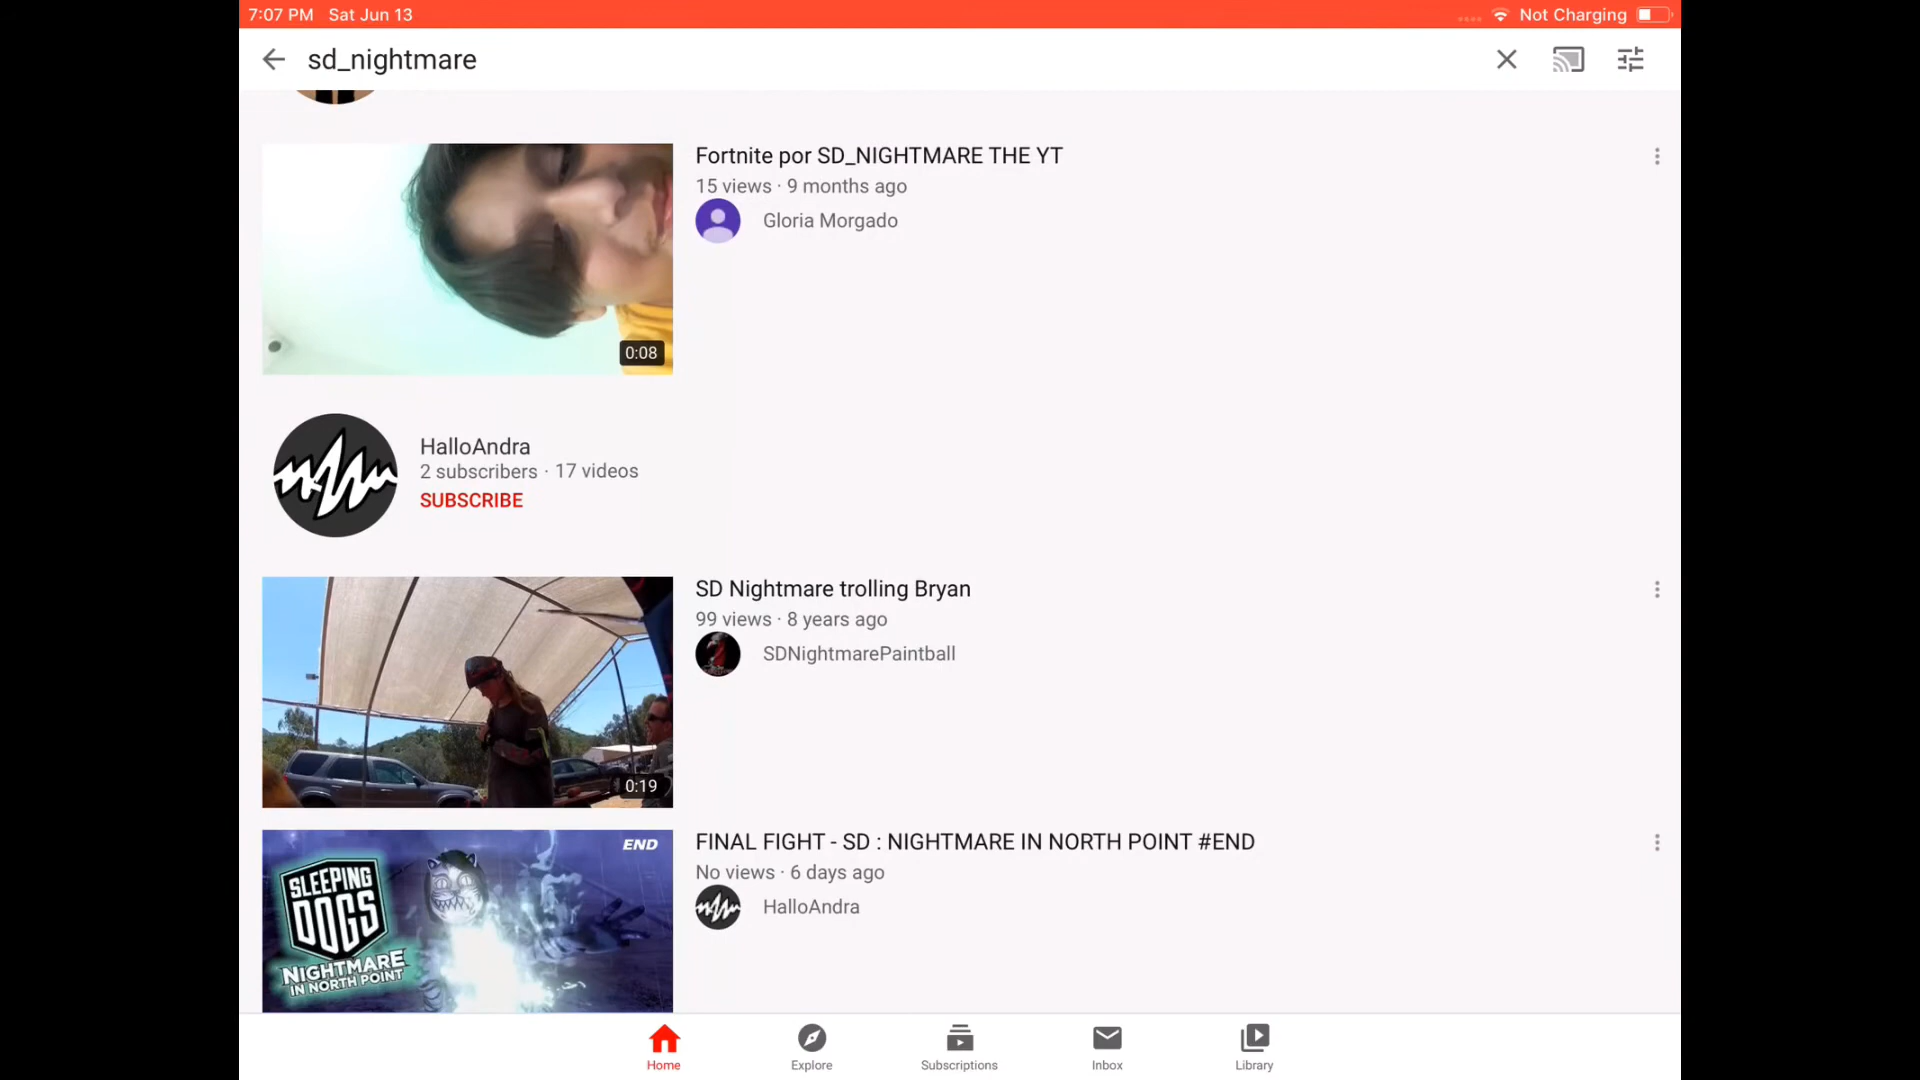 7:07 PM Sat Jun 13
Not Charging
sd_nightmare
Fortnite por SD_NIGHTMARE THE YT
15 views · 9 months ago
Gloria Morgado
0:08
HalloAndra
2 subscribers · 17 videos
SUBSCRIBE
SD Nightmare trolling Bryan
99 views · 8 years ago
SDNightmarePaintball
0:19
END
SLEEPING
DOGS
NIGHTMARE
IN NORTH POINT
FINAL FIGHT - SD : NIGHTMARE IN NORTH POINT #END
No views · 6 days ago
HalloAndra
Home
Explore
Subscriptions
Inbox
Library